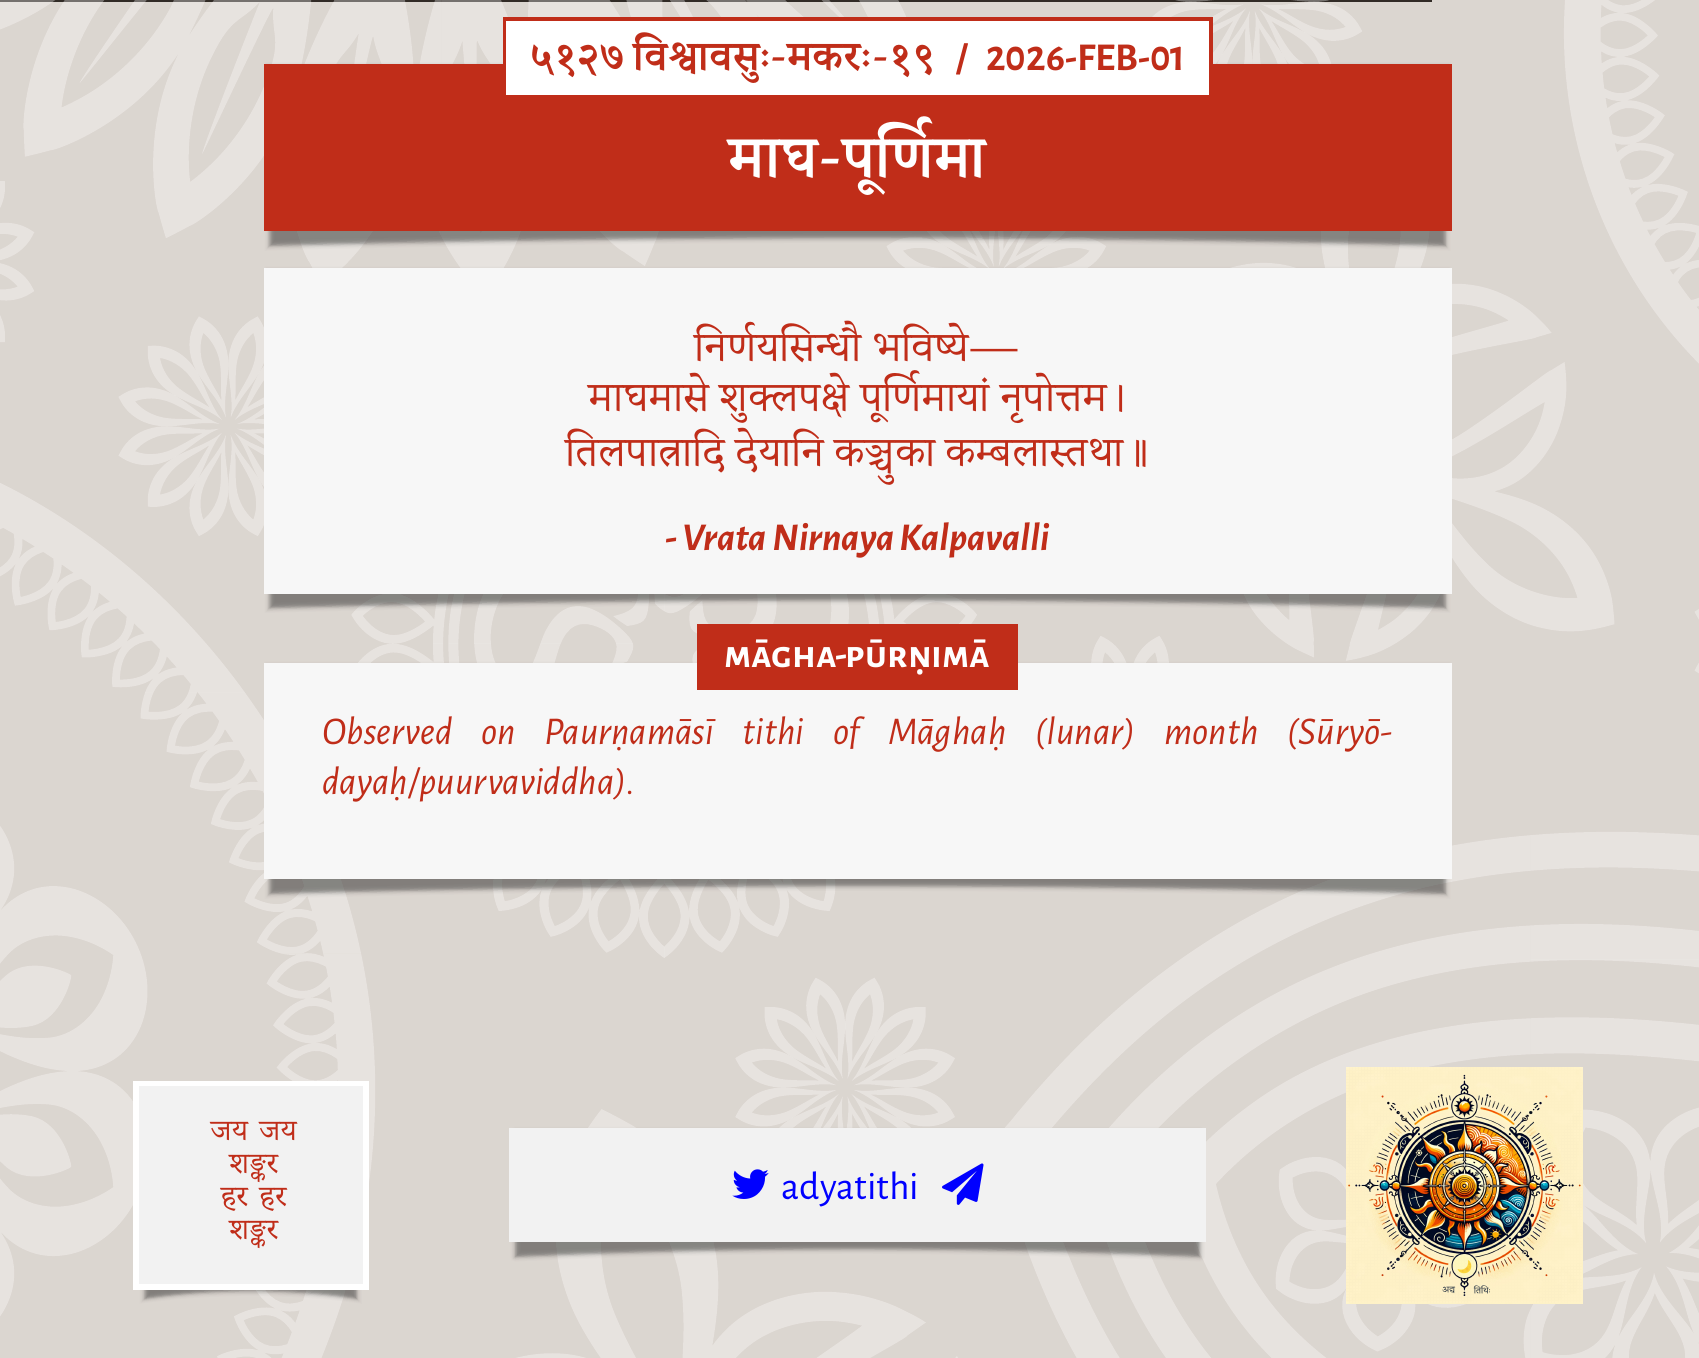 ५१२७ विश्वावसुः-मकरः-१९ / 2026-FEB-01
माघ-पूर्णिमा
निर्णयसिन्धौ भविष्ये—
माघमासे शुक्लपक्षे पूर्णिमायां नृपोत्तम।
तिलपात्रादि देयानि कञ्चुका कम्बलास्तथा॥
- Vrata Nirnaya Kalpavalli
MĀGHA-PŪRṆIMĀ
Observed on Paurṇamāsī tithi of Māghaḥ (lunar) month (Sūryō-
dayaḥ/puurvaviddha).
जय जय
शङ्कर
हर हर
शङ्कर
adyatithi
अद्य तिथिः